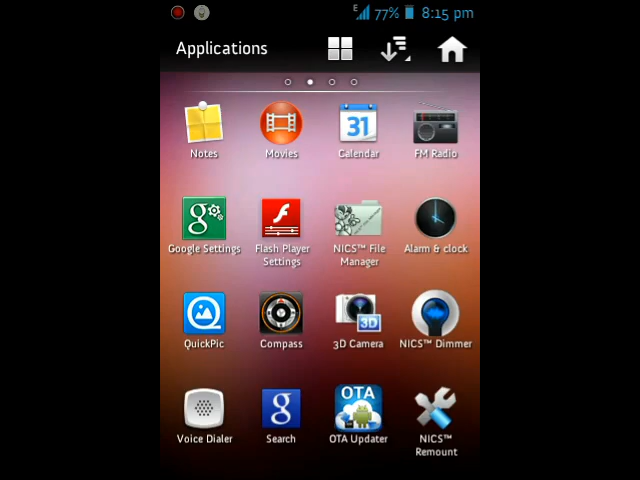 E 77% 8:15 pm
Applications
31
Notes Movies Calendar FM Radio
g
Google Settings Flash Player Settings NICS™ File Manager Alarm & clock
3D
QuickPic Compass 3D Camera NICS™ Dimmer
g OTA
Voice Dialer Search OTA Updater NICS™ Remount